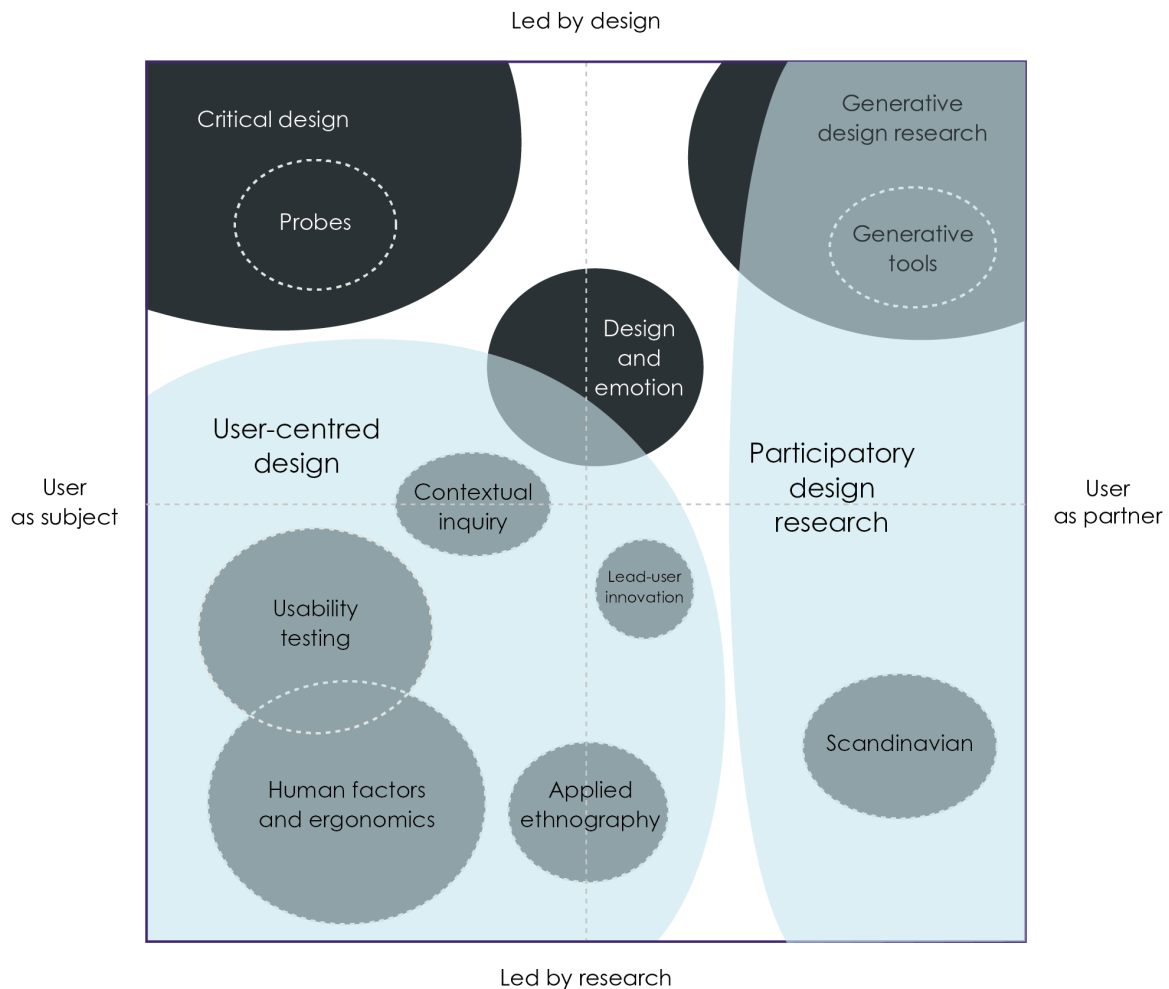 Led by design
Critical design
Probes
Generative
design research
Generative
tools
Design
and
emotion
User-centred
design
Participatory
design
research
User
as subject
Contextual
inquiry
User
as partner
Lead-user
innovation
Usability
testing
Scandinavian
Human factors
and ergonomics
Applied
ethnography
Led by research